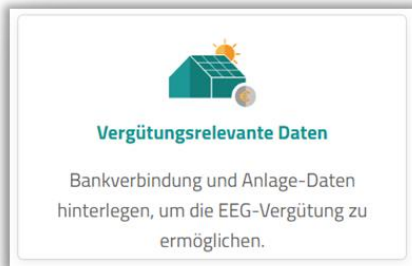 Vergütungsrelevante Daten
Bankverbindung und Anlage-Daten
hinterlegen, um die EEG-Vergütung zu
ermöglichen.